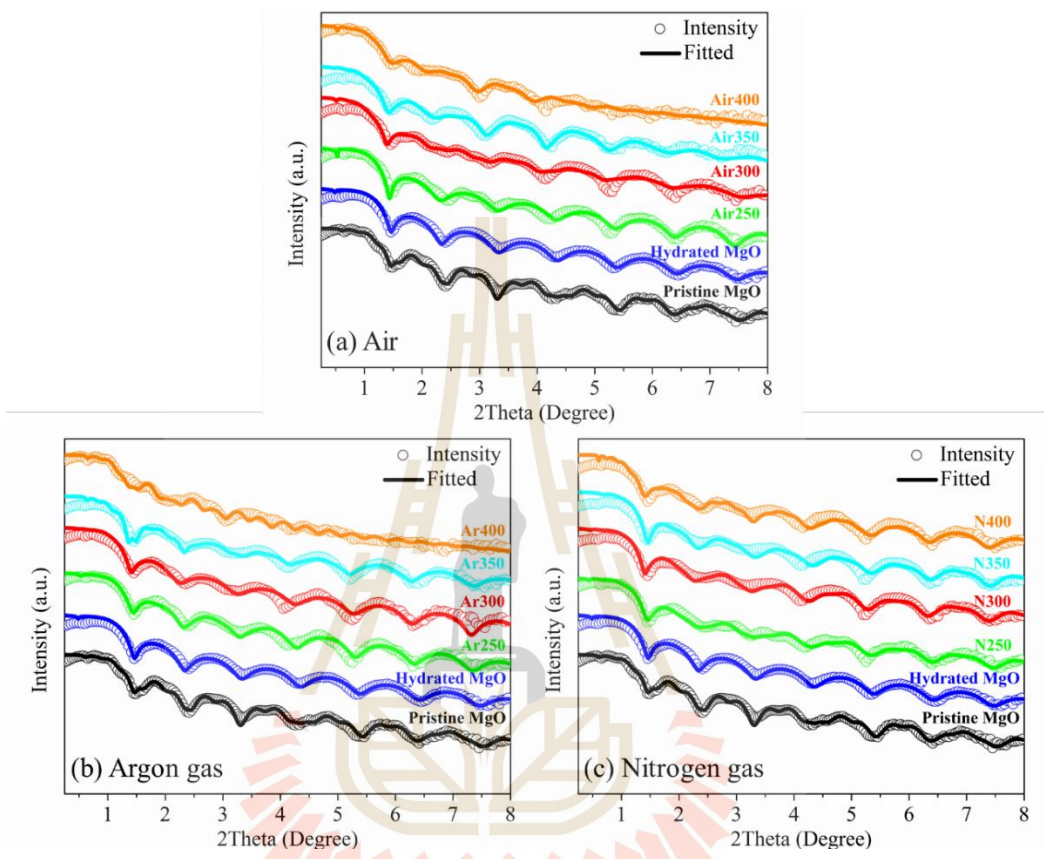 Intensity
Fitted
Air400
Air350
Air300
Air250
Hydrated MgO
Pristine MgO
(a) Air
Intensity (a.u.)
1 2 3 4 5 6 7 8
2Theta (Degree)
Intensity
Fitted
Ar400
Ar350
Ar300
Ar250
Hydrated MgO
Pristine MgO
(b) Argon gas
Intensity (a.u.)
1 2 3 4 5 6 7 8
2Theta (Degree)
Intensity
Fitted
N400
N350
N300
N250
Hydrated MgO
Pristine MgO
(c) Nitrogen gas
Intensity (a.u.)
1 2 3 4 5 6 7 8
2Theta (Degree)